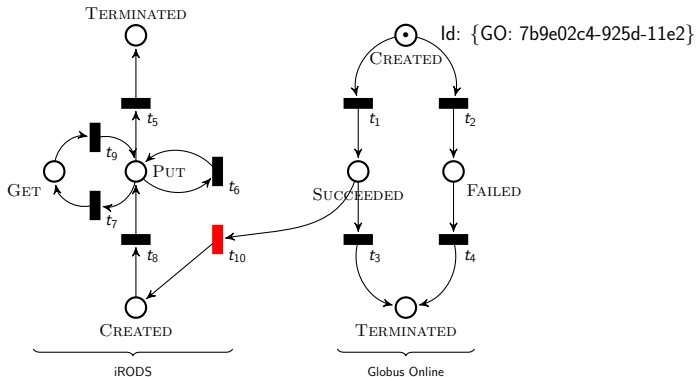 TERMINATED
CREATED
Id: {GO: 7b9e02c4-925d-11e2}
t5
t1
t2
t9
GET
PUT
t6
SUCCEEDED
FAILED
t7
t8
t10
t3
t4
CREATED
TERMINATED
iRODS
Globus Online